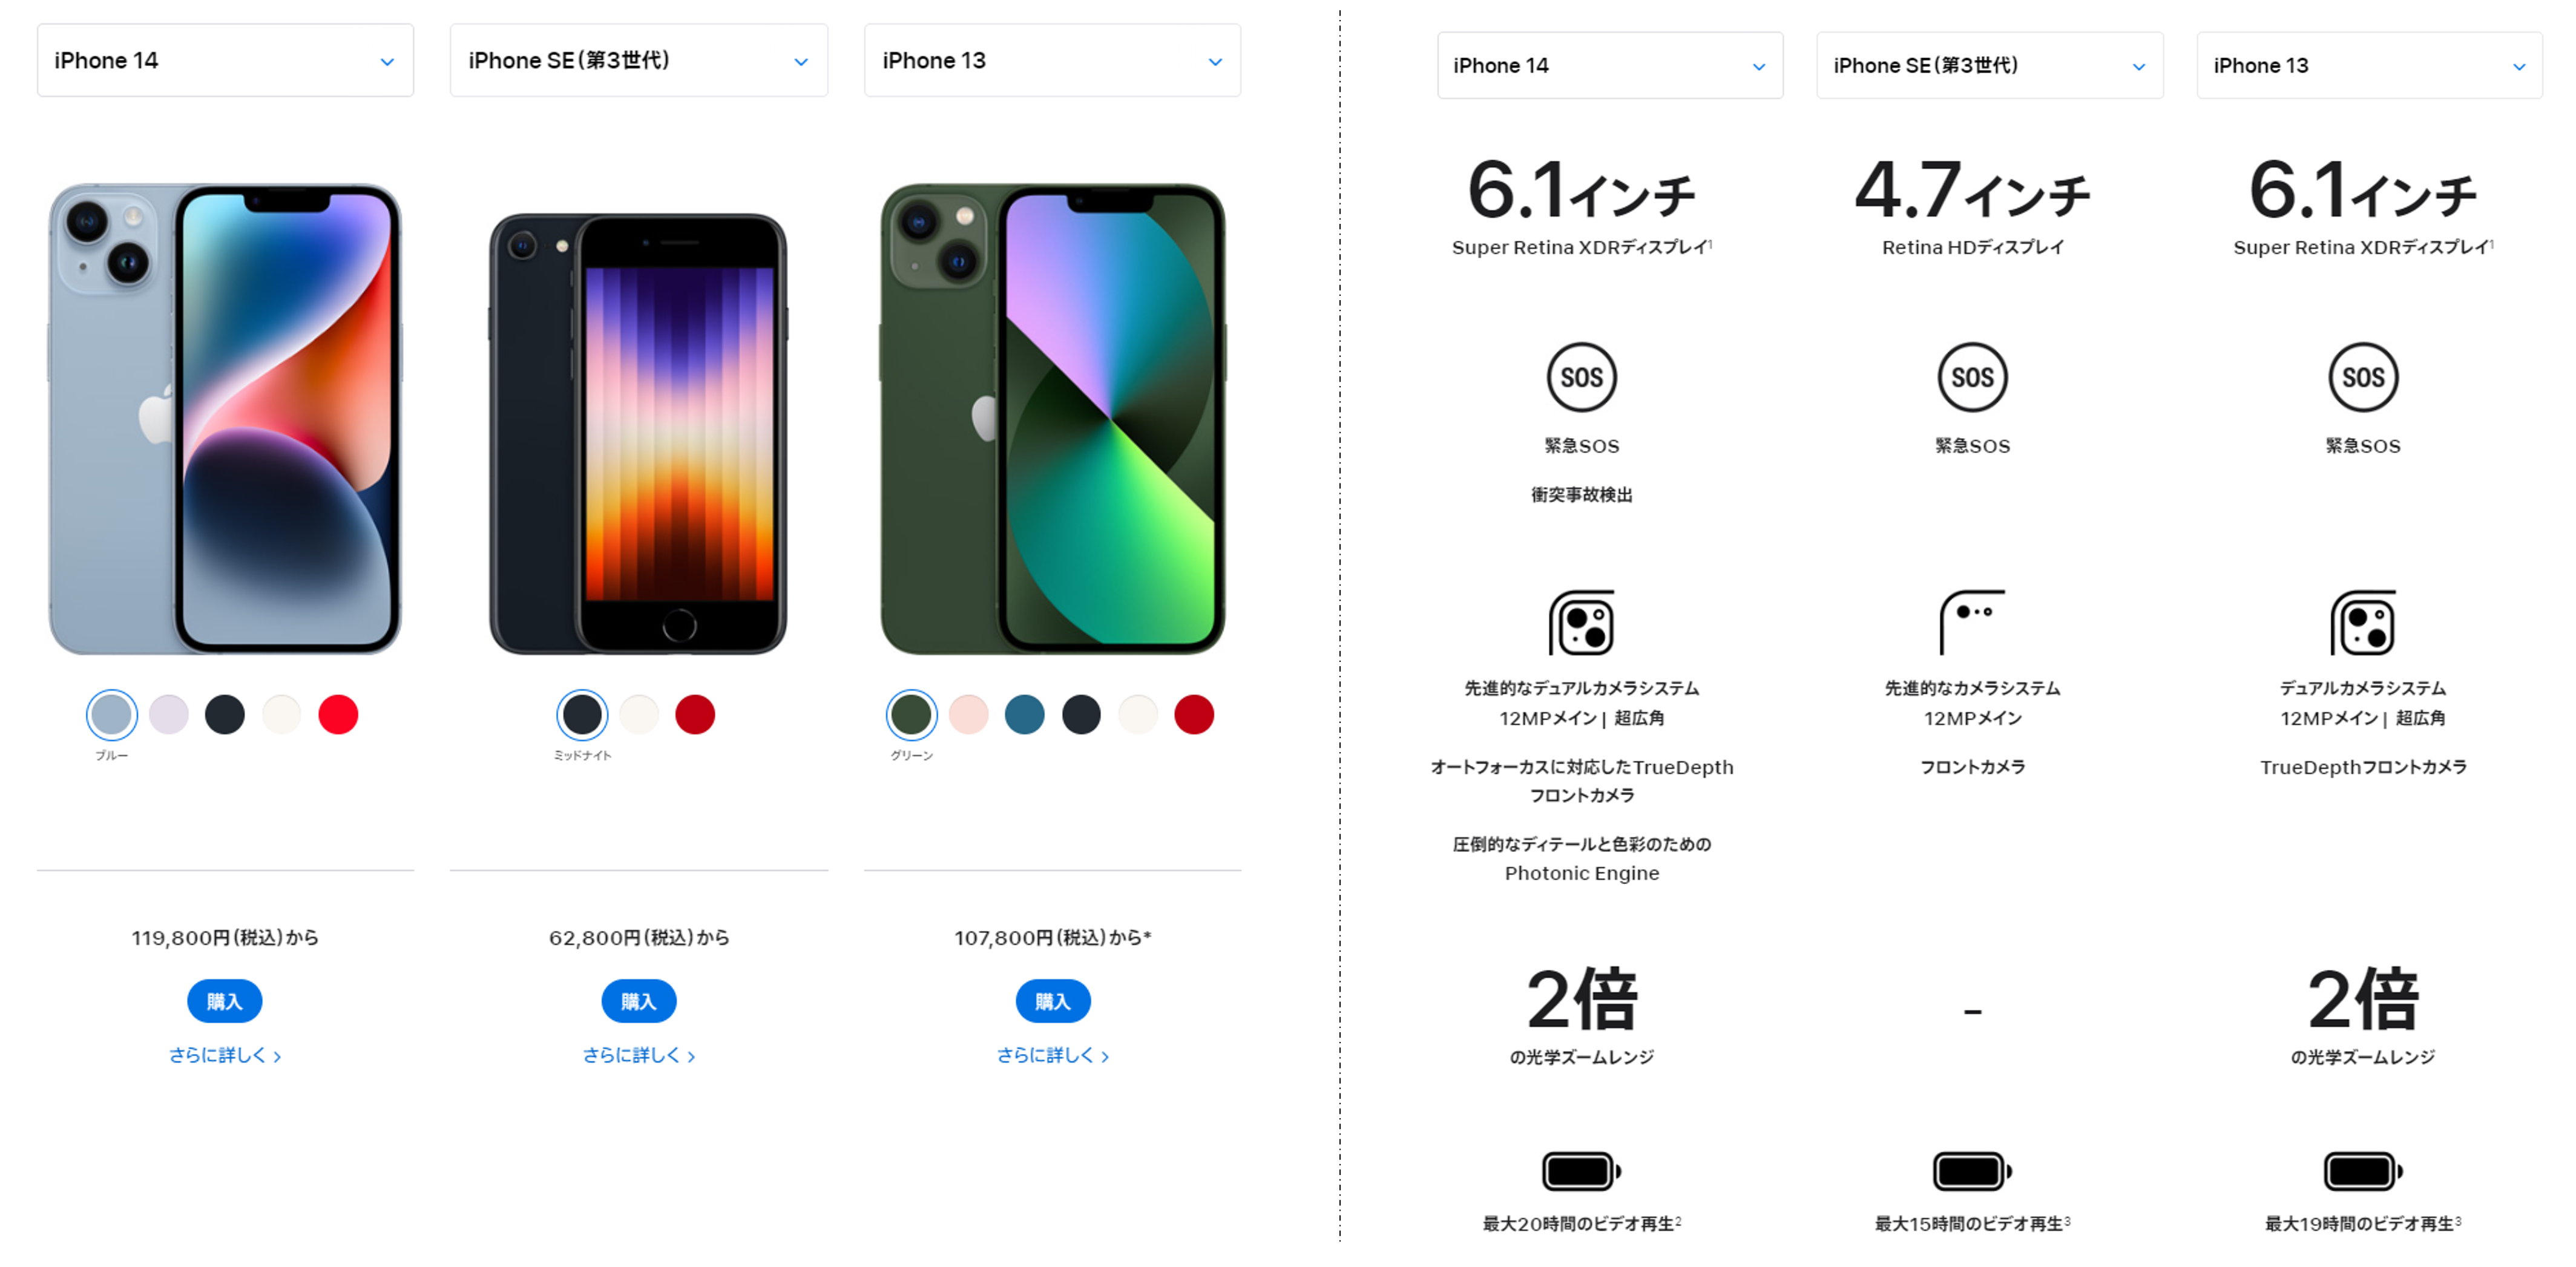 iPhone 14
iPhone SE(第3世代)
iPhone 13
ブルー
ミッドナイト
グリーン
119,800円(税込)から
62,800円(税込)から
107,800円(税込)から*
購入
購入
購入
さらに詳しく >
さらに詳しく >
さらに詳しく >
iPhone 14
iPhone SE(第3世代)
iPhone 13
6.1インチ
4.7インチ
6.1インチ
Super Retina XDRディスプレイ1
Retina HDディスプレイ
Super Retina XDRディスプレイ1
SOS
SOS
SOS
緊急SOS
緊急SOS
緊急SOS
衝突事故検出
先進的なデュアルカメラシステム
12MPメイン | 超広角
先進的なカメラシステム
12MPメイン
デュアルカメラシステム
12MPメイン | 超広角
オートフォーカスに対応したTrueDepth
フロントカメラ
フロントカメラ
TrueDepthフロントカメラ
圧倒的なディテールと色彩のための
Photonic Engine
2倍
-
2倍
の光学ズームレンジ
の光学ズームレンジ
最大20時間のビデオ再生2
最大15時間のビデオ再生3
最大19時間のビデオ再生3